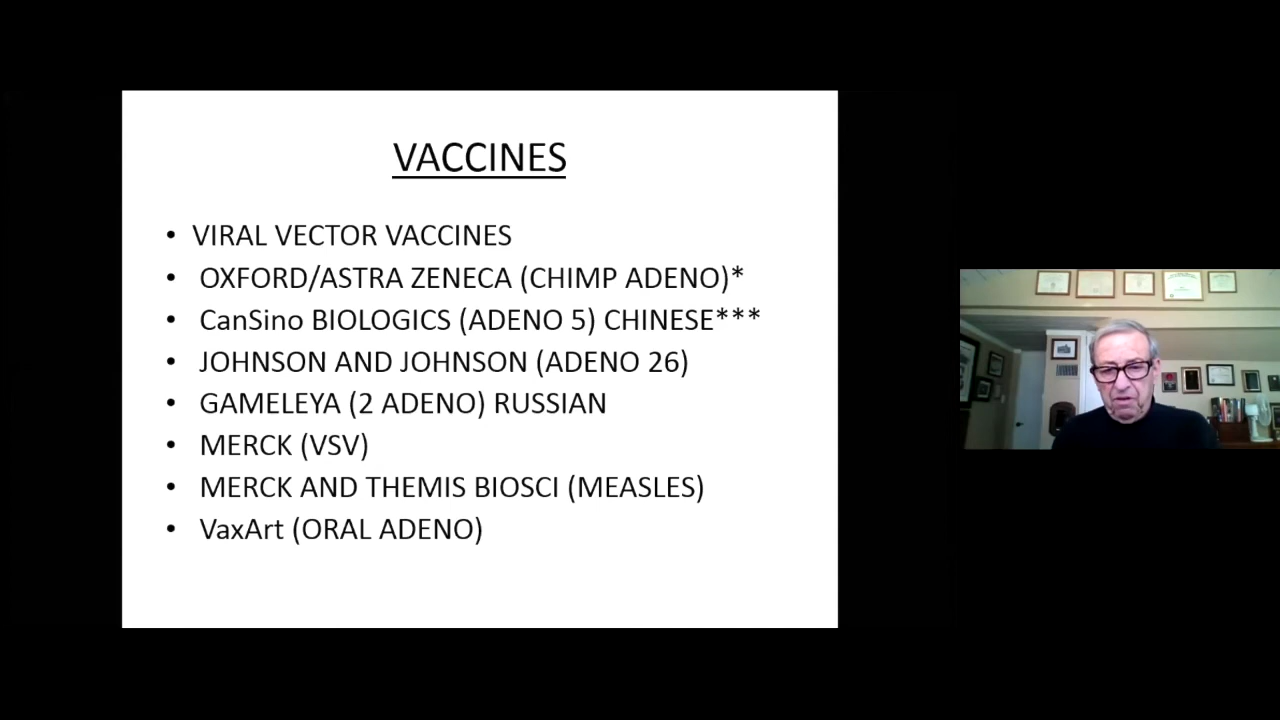 VACCINES
• VIRAL VECTOR VACCINES
• OXFORD/ASTRA ZENECA (CHIMP ADENO)*
• CanSino BIOLOGICS (ADENO 5) CHINESE***
• JOHNSON AND JOHNSON (ADENO 26)
• GAMELEYA (2 ADENO) RUSSIAN
• MERCK (VSV)
• MERCK AND THEMIS BIOSCI (MEASLES)
• VaxArt (ORAL ADENO)